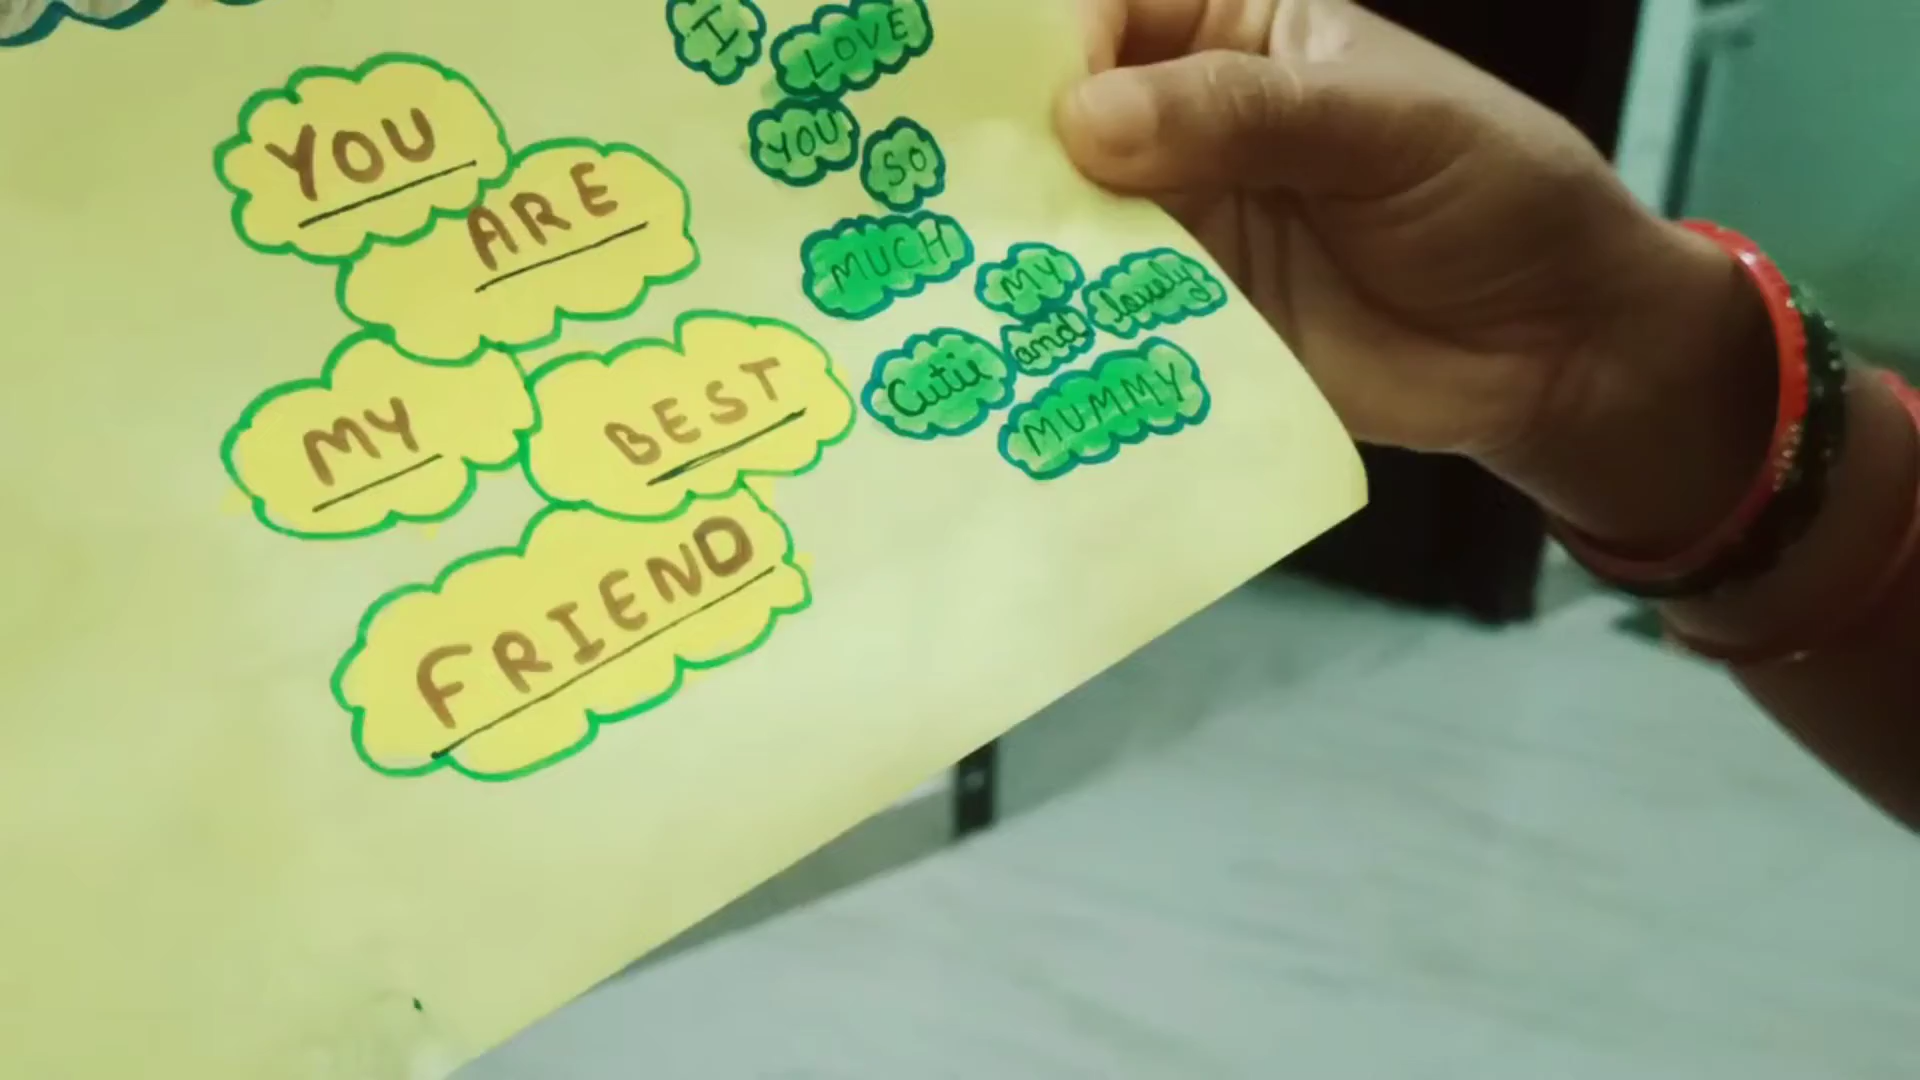 YOU
ARE
MY BEST
FRIEND
I LOVE
YOU SO
MUCH
MY lovely
and
Cutie
MUMMY